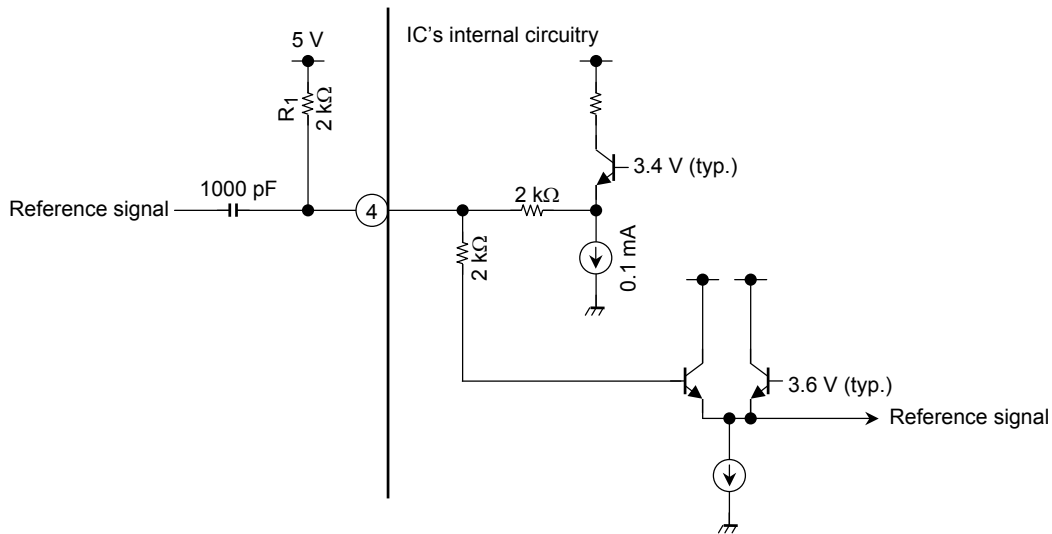 5 V
IC's internal circuitry
R1
2 kΩ
3.4 V (typ.)
1000 pF
2 kΩ
Reference signal
4
2 kΩ
0.1 mA
3.6 V (typ.)
Reference signal